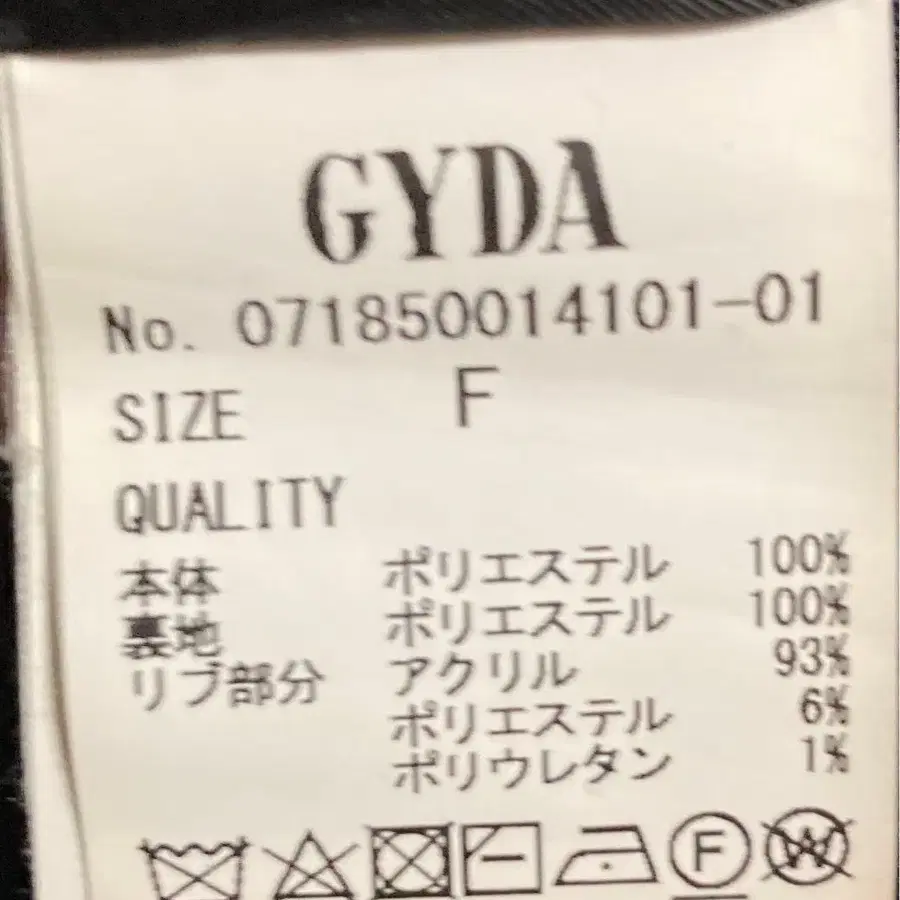 GYDA
No. 071850014101-01
SIZE F
QUALITY
本体 ポリエステル 100%
裏地 ポリエステル 100%
リブ部分 アクリル 93%
ポリエステル 6%
ポリウレタン 1%
F W